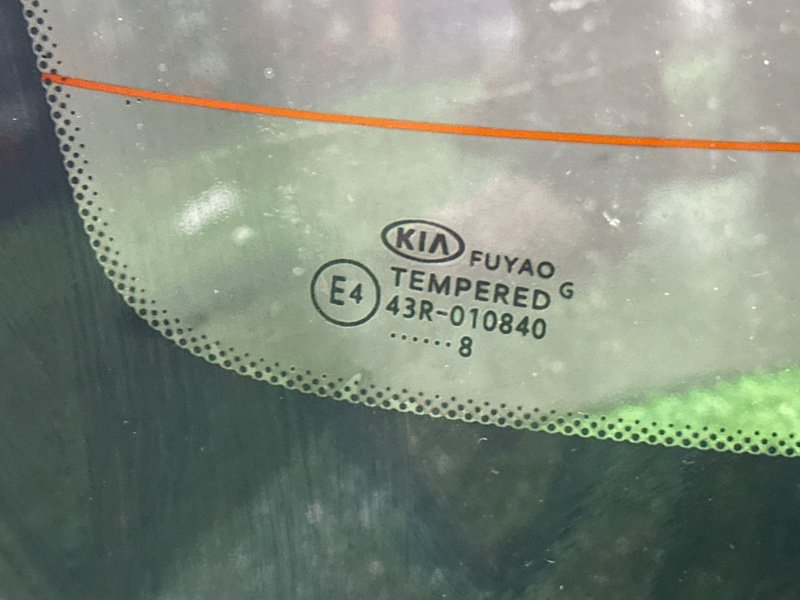 KIA FUYAO G
E4 TEMPERED
43R-010840
......8